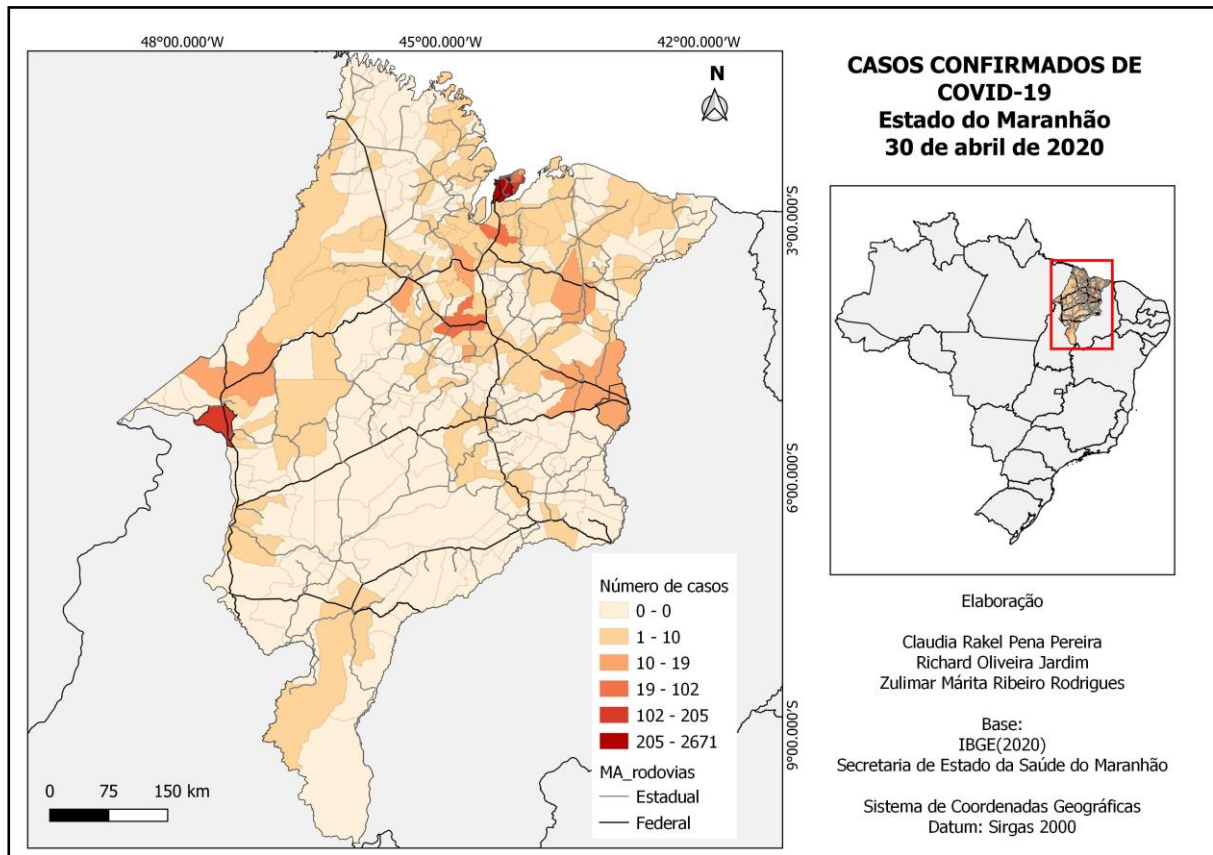 48°00.000'W
45°00.000'W
42°00.000'W
N
3°00.000'S
6°00.000'S
9°00.000'S
Número de casos
0 - 0
1 - 10
10 - 19
19 - 102
102 - 205
205 - 2671
MA_rodovias
Estadual
Federal
0 75 150 km
CASOS CONFIRMADOS DE
COVID-19
Estado do Maranhão
30 de abril de 2020
Elaboração
Claudia Rakel Pena Pereira
Richard Oliveira Jardim
Zulimar Márita Ribeiro Rodrigues
Base:
IBGE(2020)
Secretaria de Estado da Saúde do Maranhão
Sistema de Coordenadas Geográficas
Datum: Sirgas 2000